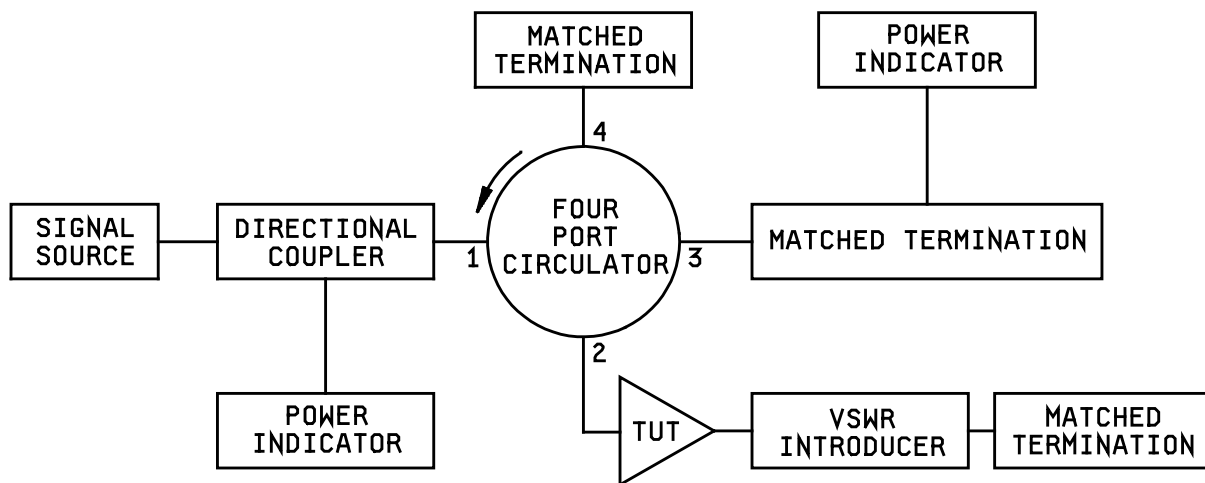 MATCHED
TERMINATION
POWER
INDICATOR
4
SIGNAL
SOURCE
DIRECTIONAL
COUPLER
1
FOUR
PORT
CIRCULATOR
3
MATCHED TERMINATION
2
POWER
INDICATOR
TUT
VSWR
INTRODUCER
MATCHED
TERMINATION